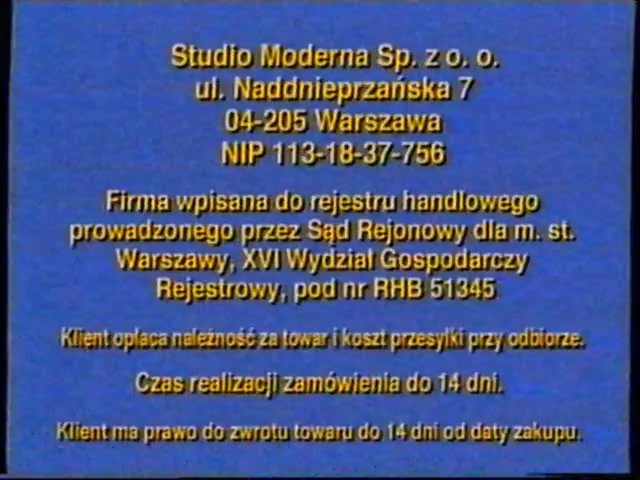 Studio Moderna Sp. z o. o.
ul. Naddnieprzańska 7
04-205 Warszawa
NIP 113-18-37-756
Firma wpisana do rejestru handlowego
prowadzonego przez Sąd Rejonowy dla m. st.
Warszawy, XVI Wydział Gospodarczy
Rejestrowy, pod nr RHB 51345
Klient opłaca należność za towar i koszt przesyłki przy odbiorze.
Czas realizacji zamówienia do 14 dni.
Klient ma prawo do zwrotu towaru do 14 dni od daty zakupu.